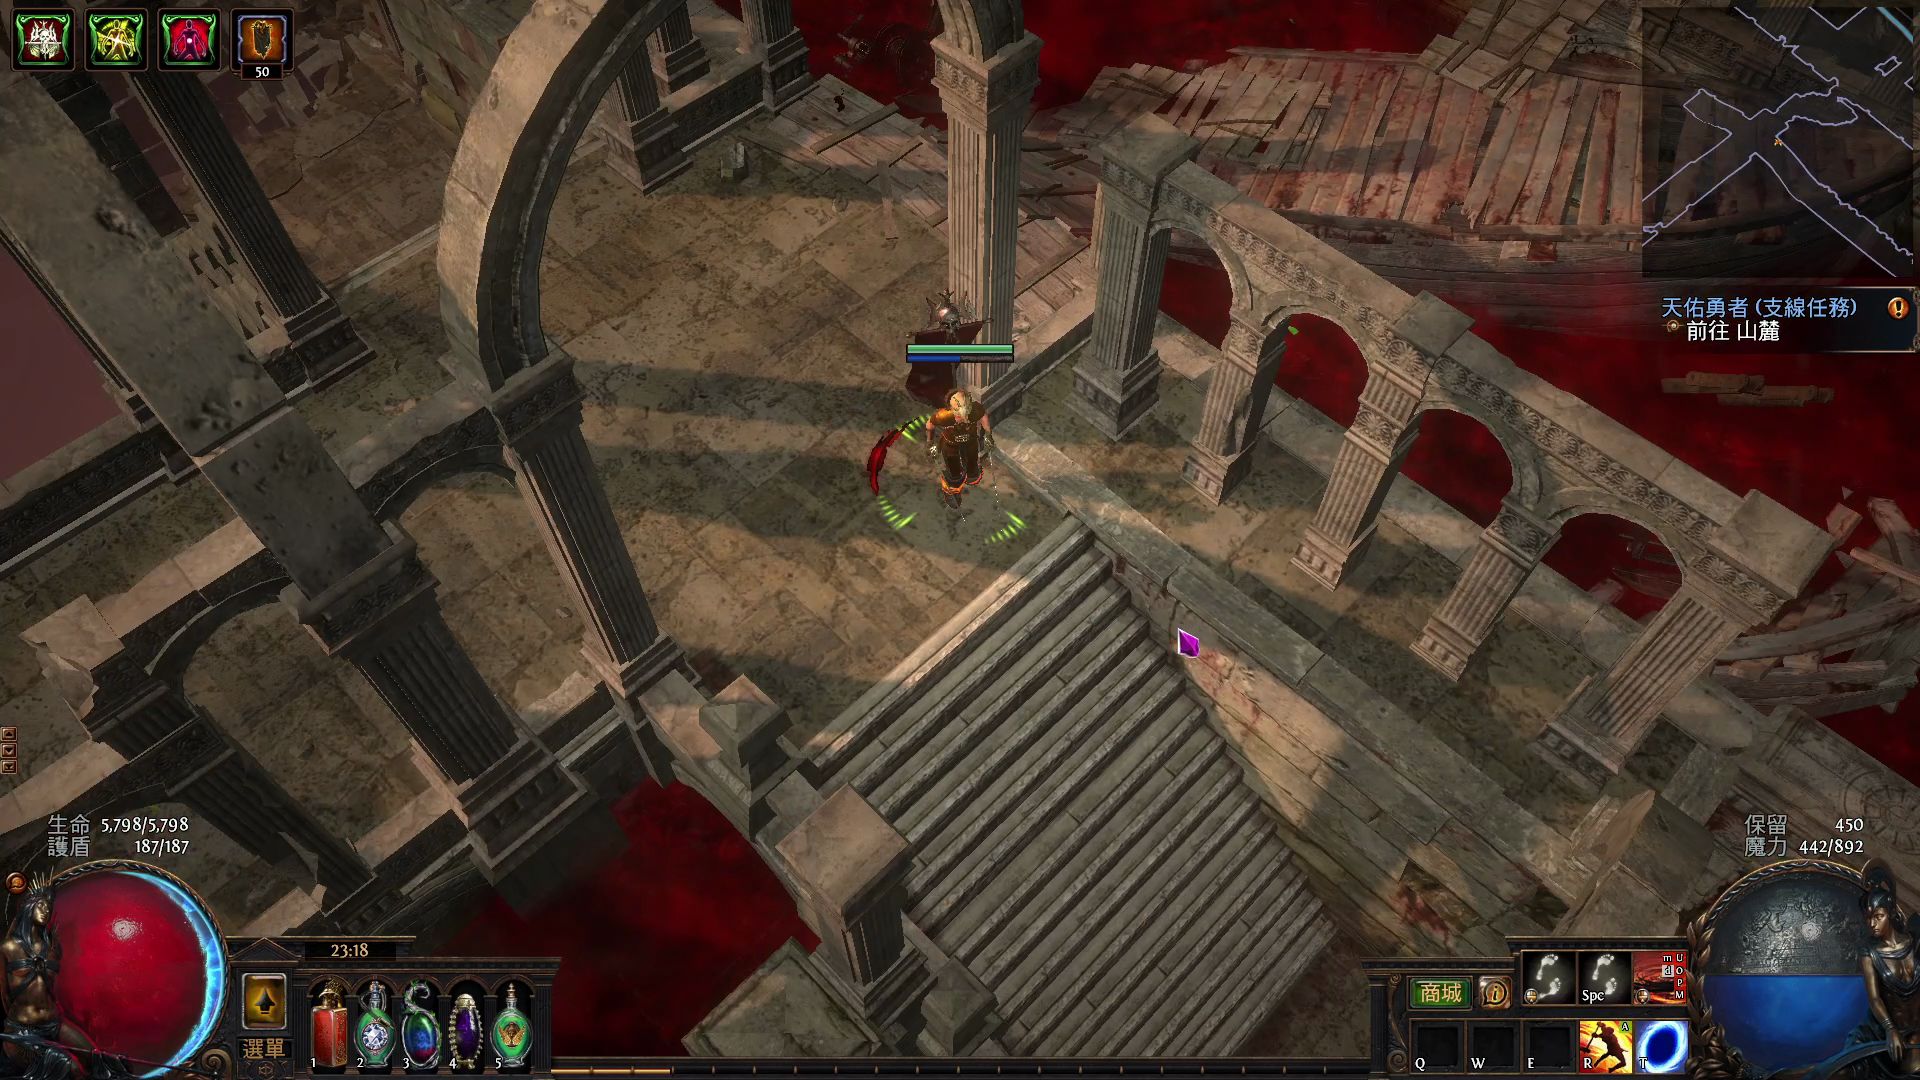 50
天佑勇者 (支線任務)
前往 山麓
生命 5,798/5,798
護盾 187/187
保留 450
魔力 442/892
23:18
商城
Spc
m U
d O
P
M
選單
1
2
3
4
5
Q
W
E
R
A
T